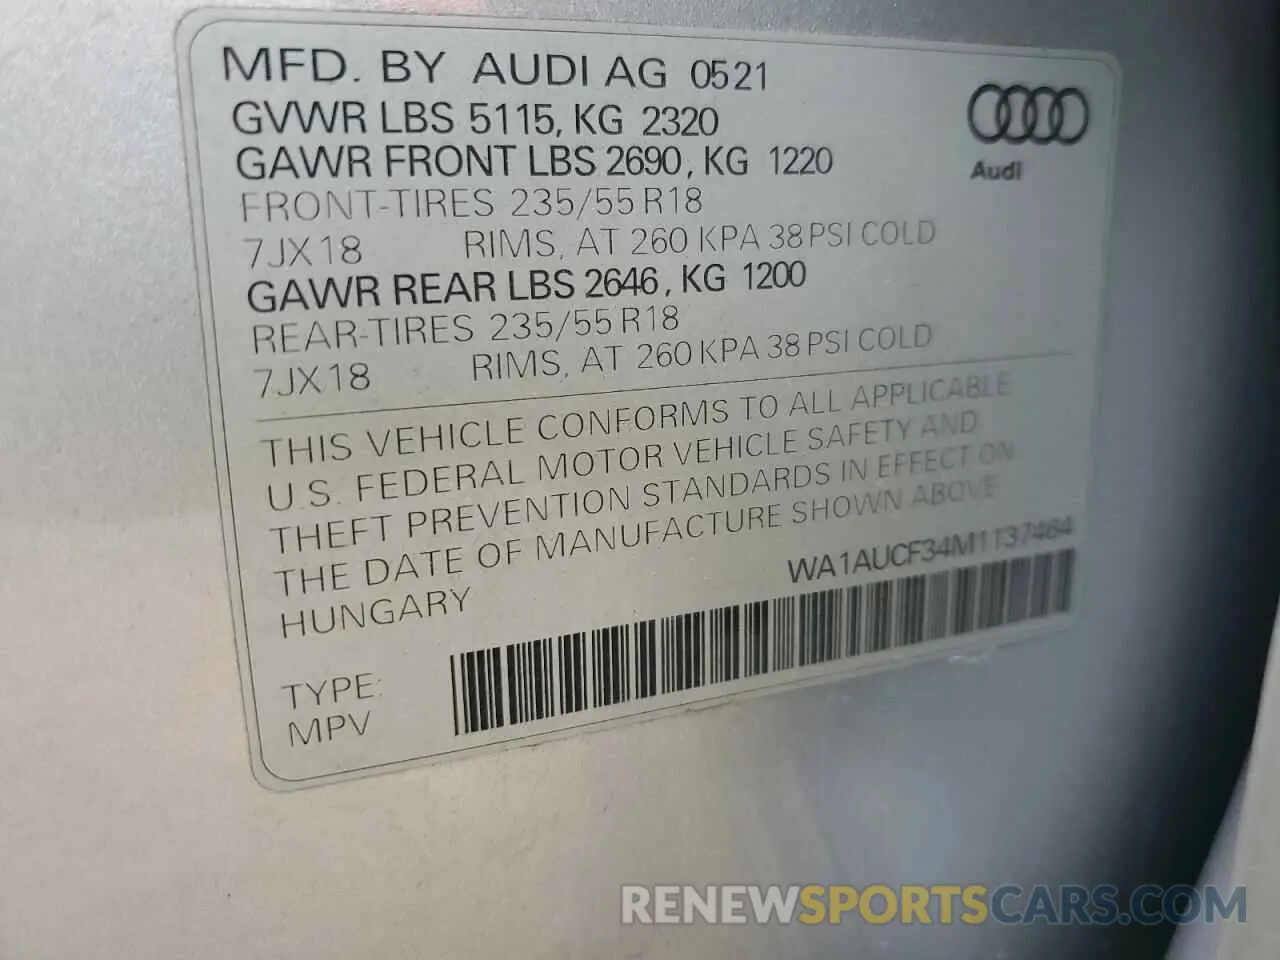 MFD. BY AUDI AG 0521
GVWR LBS 5115, KG 2320
GAWR FRONT LBS 2690, KG 1220
FRONT-TIRES 235/55 R18
7JX18 RIMS, AT 260 KPA 38 PSI COLD
GAWR REAR LBS 2646, KG 1200
REAR-TIRES 235/55 R18
7JX18 RIMS, AT 260 KPA 38 PSI COLD
Audi
THIS VEHICLE CONFORMS TO ALL APPLICABLE
U.S. FEDERAL MOTOR VEHICLE SAFETY AND
THEFT PREVENTION STANDARDS IN EFFECT ON
THE DATE OF MANUFACTURE SHOWN ABOVE
HUNGARY
WA1AUCF34M1137484
TYPE:
MPV
RENEWSPORTSCARS.COM